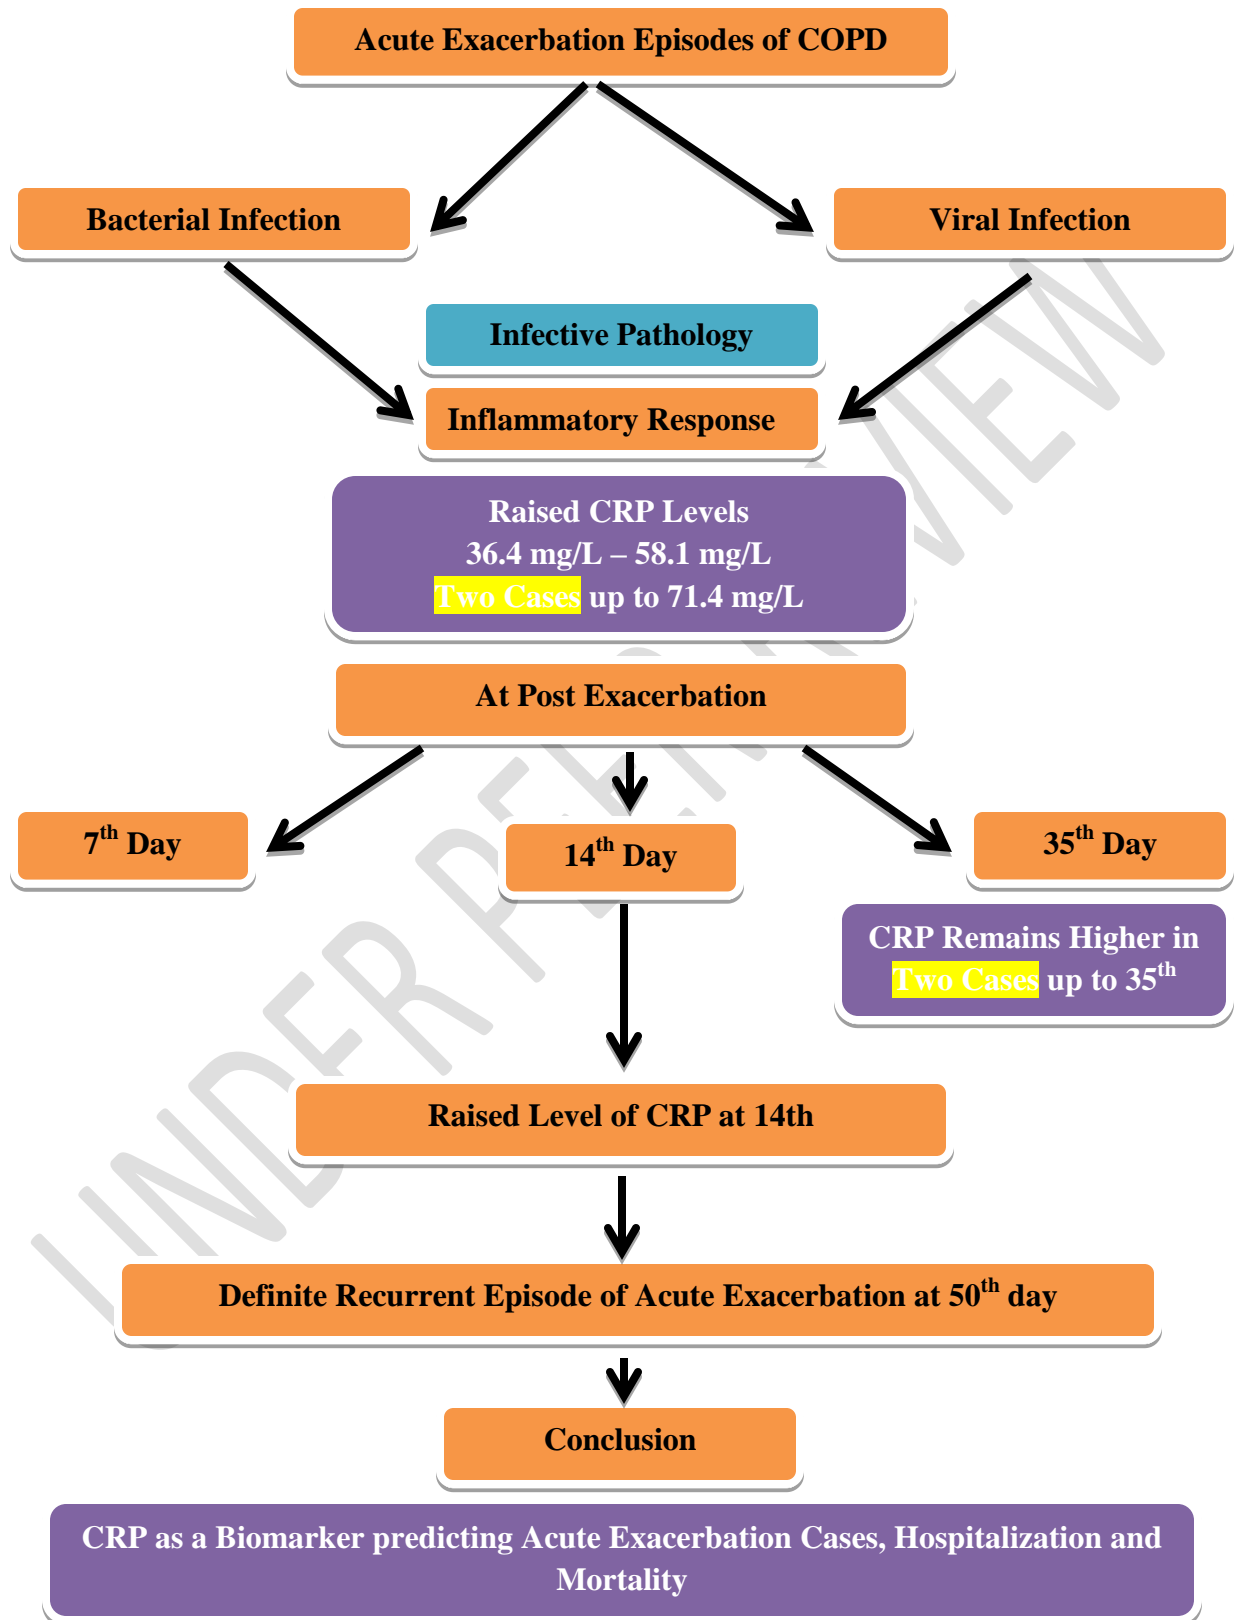 Acute Exacerbation Episodes of COPD
Bacterial Infection
Viral Infection
Infective Pathology
Inflammatory Response
Raised CRP Levels
36.4 mg/L – 58.1 mg/L
Two Cases up to 71.4 mg/L
At Post Exacerbation
7th Day
14th Day
35th Day
CRP Remains Higher in
Two Cases up to 35th
Raised Level of CRP at 14th
Definite Recurrent Episode of Acute Exacerbation at 50th day
Conclusion
CRP as a Biomarker predicting Acute Exacerbation Cases, Hospitalization and
Mortality
UNDER PEER REVIEW